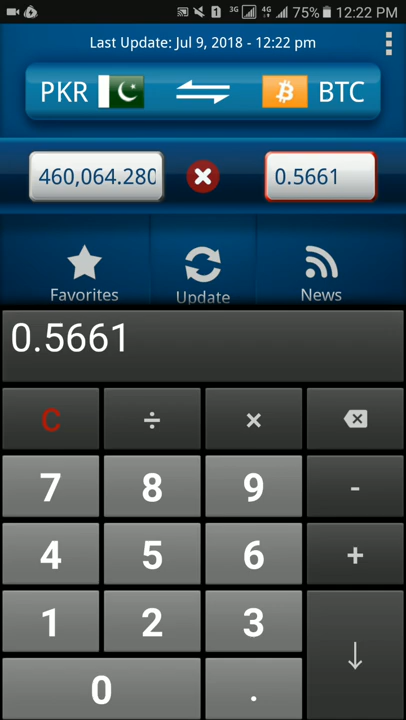 3G 4G 75% 12:22 PM
Last Update: Jul 9, 2018 - 12:22 pm
PKR BTC
460,064.280 0.5661
Favorites Update News
0.5661
C ÷ ×
7 8 9 -
4 5 6 +
1 2 3 ↓
0 .